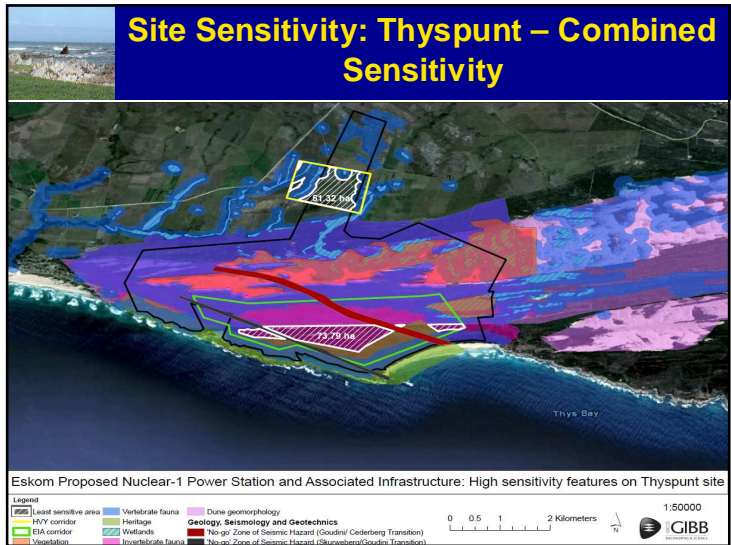 Site Sensitivity: Thyspunt – Combined
Sensitivity
51,32 ha
73,79 ha
Thys Bay
Eskom Proposed Nuclear-1 Power Station and Associated Infrastructure: High sensitivity features on Thyspunt site
Legend
Least sensitive area
HVY corridor
EIA corridor
Vegetation
Vertebrate fauna
Heritage
Wetlands
Invertebrate fauna
Dune geomorphology
Geology, Seismology and Geotechnics
'No-go' Zone of Seismic Hazard (Goudini/ Cederberg Transition)
'No-go' Zone of Seismic Hazard (Skurweberg/Goudini Transition)
0 0.5 1 2 Kilometers
N
1:50000
GIBB